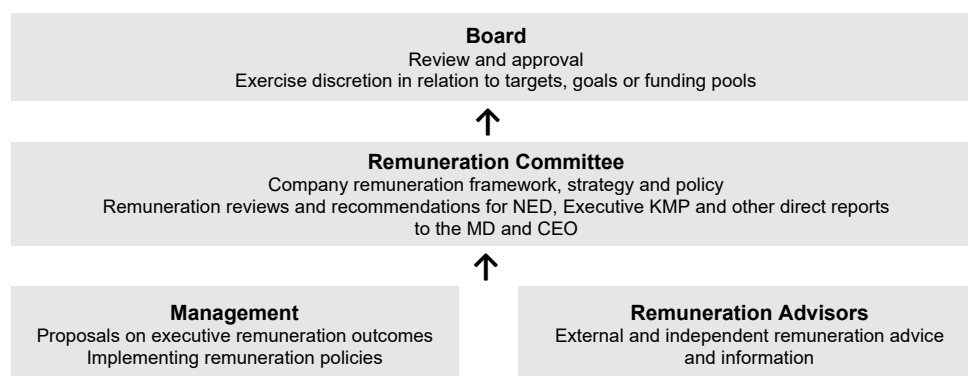 Board
Review and approval
Exercise discretion in relation to targets, goals or funding pools
Remuneration Committee
Company remuneration framework, strategy and policy
Remuneration reviews and recommendations for NED, Executive KMP and other direct reports
to the MD and CEO
Management
Proposals on executive remuneration outcomes
Implementing remuneration policies
Remuneration Advisors
External and independent remuneration advice
and information